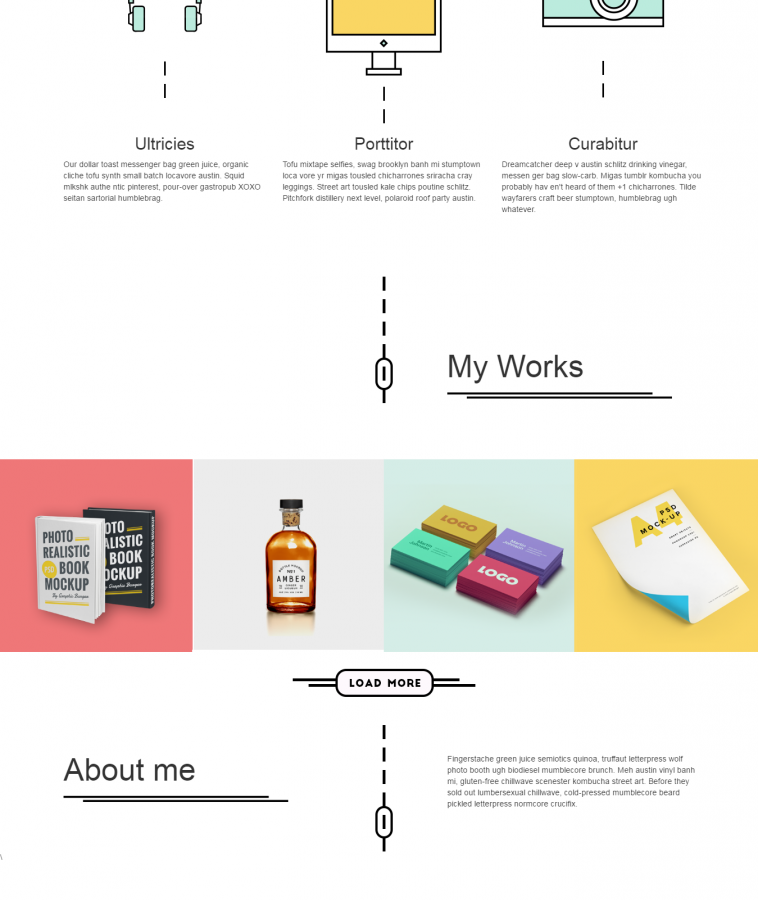 Ultricies
Our dollar toast messenger bag green juice, organic
cliche tofu synth small batch locavore austin. Squid
mlkshk authe ntic pinterest, pour-over gastropub XOXO
seitan sartorial humblebrag.
Porttitor
Tofu mixtape selfies, swag brooklyn banh mi stumptown
loca vore yr migas tousled chicharrones sriracha cray
leggings. Street art tousled kale chips poutine schlitz.
Pitchfork distillery next level, polaroid roof party austin.
Curabitur
Dreamcatcher deep v austin schlitz drinking vinegar,
messen ger bag slow-carb. Migas tumblr kombucha you
probably hav en't heard of them +1 chicharrones. Tilde
wayfarers craft beer stumptown, humblebrag ugh
whatever.
My Works
PHOTO
REALISTIC
PSD BOOK
MOCKUP
By Graphic Burger
OTO
ALISTIC
BOOK
OCKUP
By Graphic Burger
No1
AMBER
LOGO
LOGO
A4
PSD
MOCK-UP
LOAD MORE
About me
Fingerstache green juice semiotics quinoa, truffaut letterpress wolf
photo booth ugh biodiesel mumblecore brunch. Meh austin vinyl banh
mi, gluten-free chillwave scenester kombucha street art. Before they
sold out lumbersexual chillwave, cold-pressed mumblecore beard
pickled letterpress normcore crucifix.
\